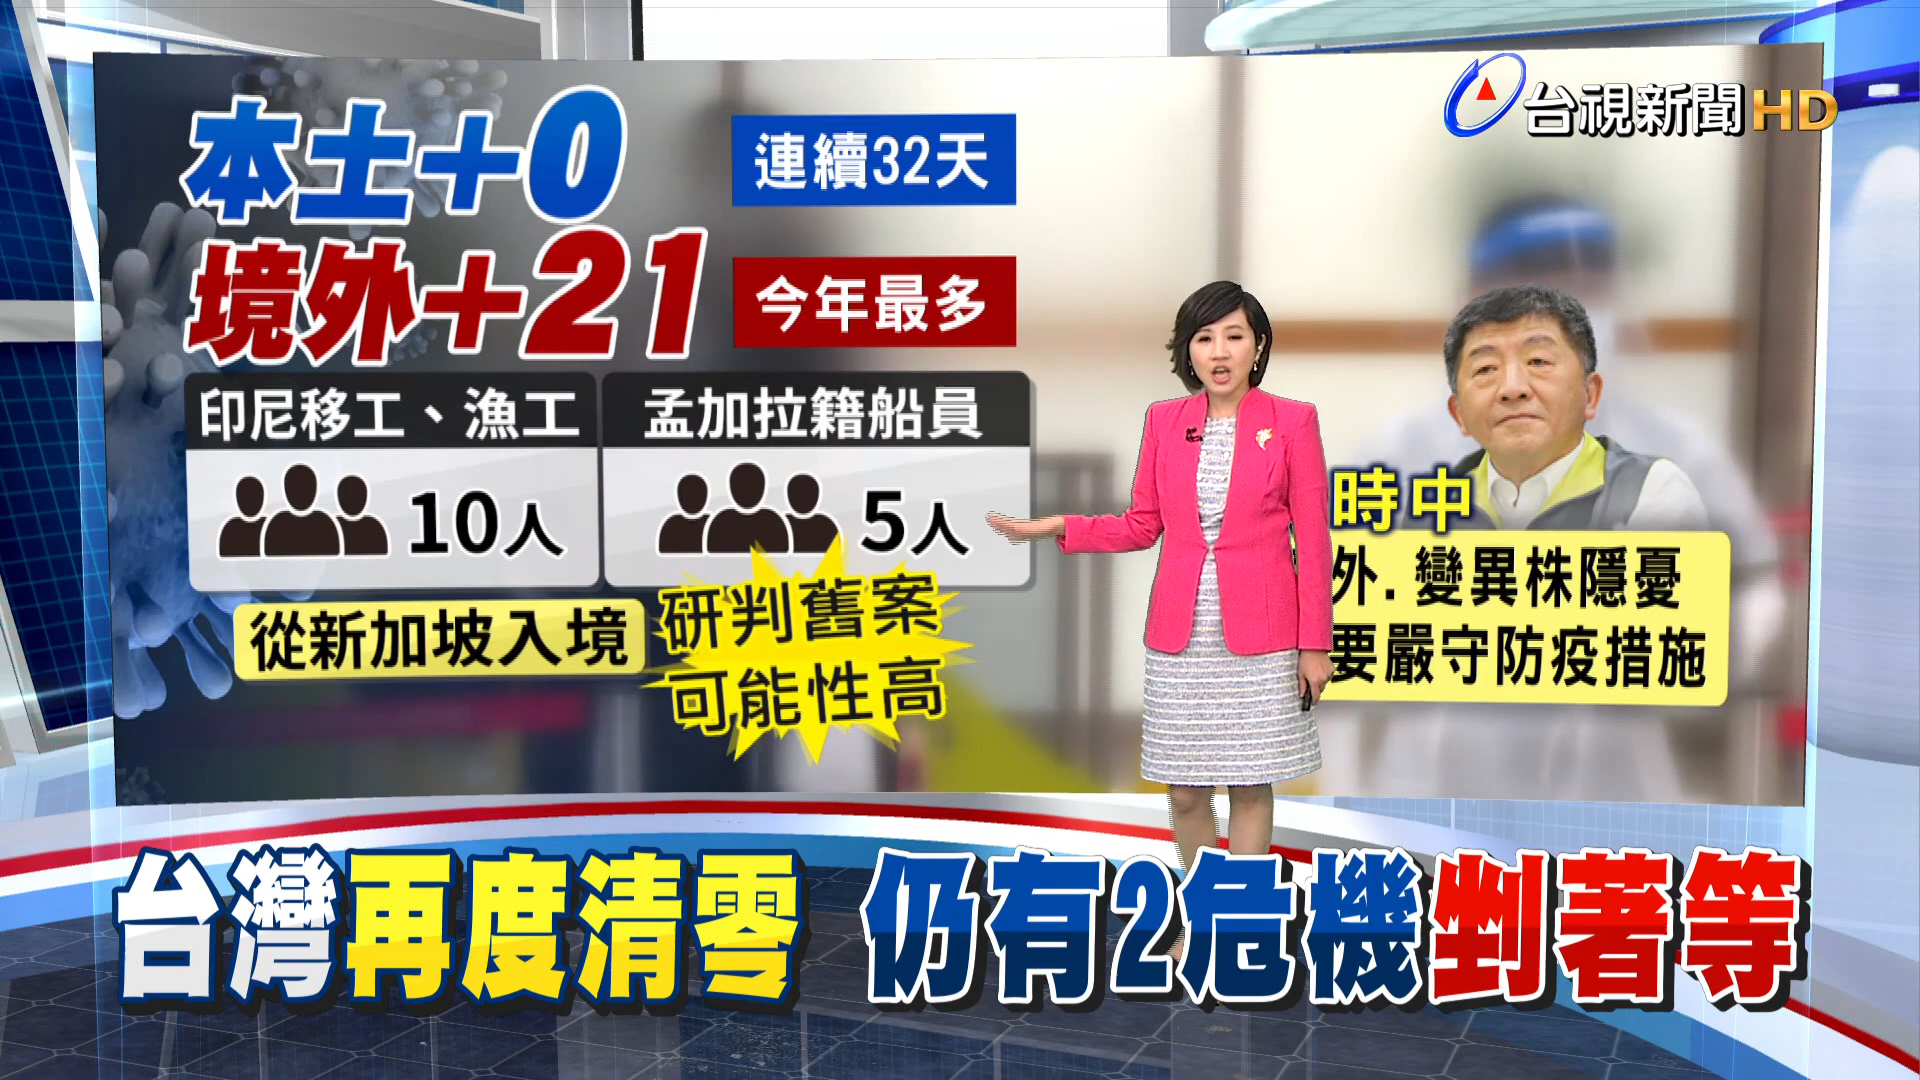 台視新聞HD
本土+0
連續32天
境外+21
今年最多
印尼移工、漁工
10人
孟加拉籍船員
5人
從新加坡入境
研判舊案
可能性高
時中
外.變異株隱憂
要嚴守防疫措施
台灣再度清零 仍有2危機剉著等